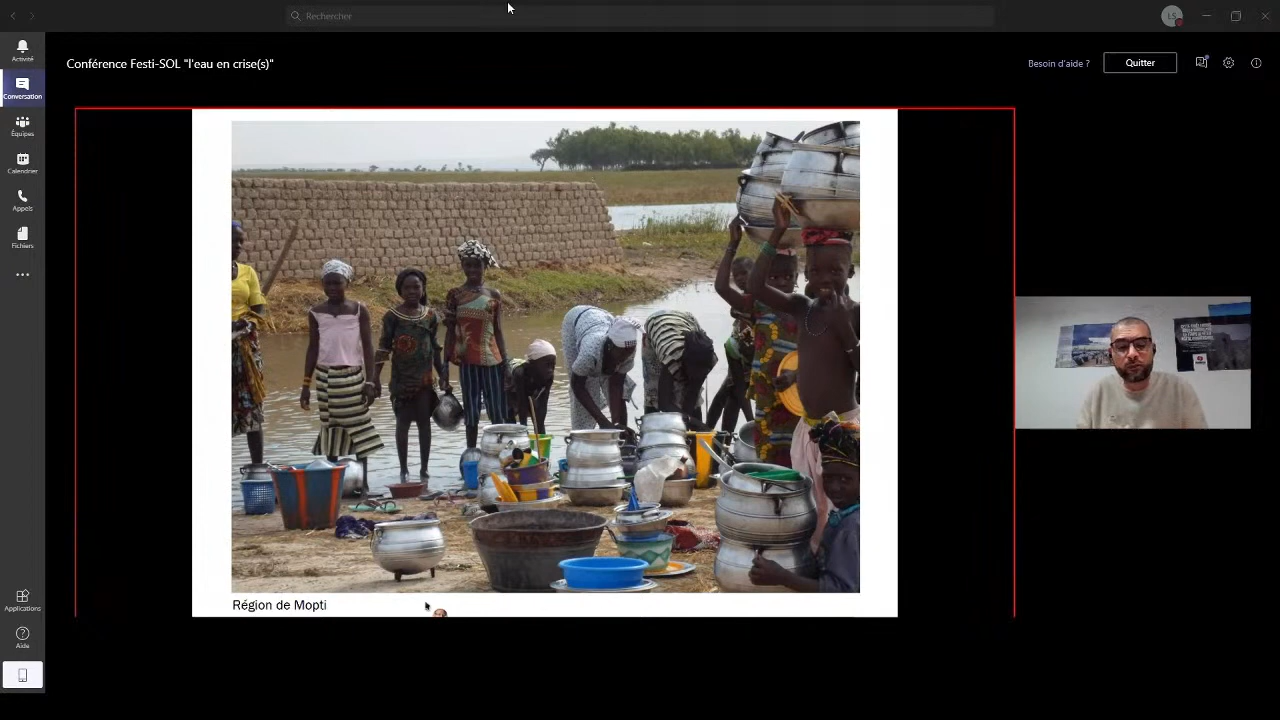 Rechercher
LS
Activité
Conférence Festi-SOL "l'eau en crise(s)"
Besoin d'aide ?
Quitter
Conversation
Équipes
Calendrier
Appels
Fichiers
Région de Mopti
Applications
Aide